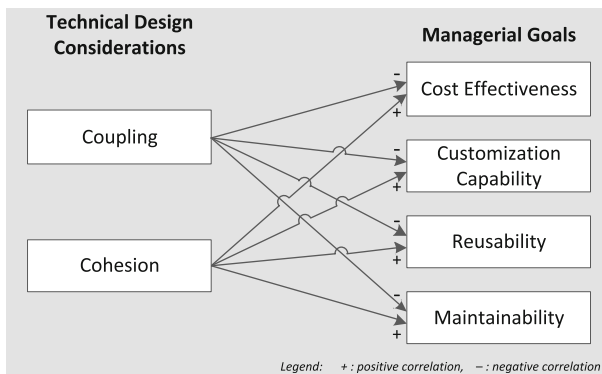 Technical Design
Considerations
Managerial Goals
Coupling
Cohesion
-
+
Cost Effectiveness
-
+
Customization
Capability
-
+
Reusability
-
+
Maintainability
Legend: + : positive correlation, – : negative correlation